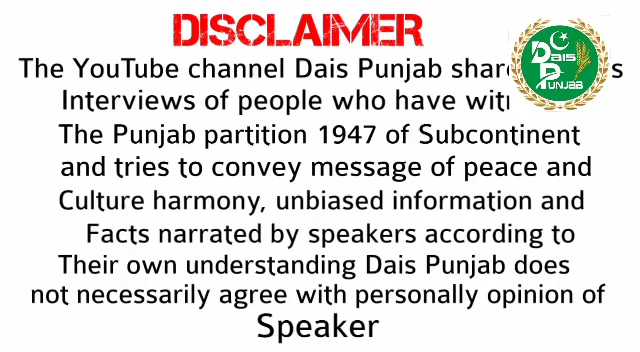 DISCLAIMER
The YouTube channel Dais Punjab
Interviews of people who have
The Punjab partition 1947 of Subcontinent
and tries to convey message of peace and
Culture harmony, unbiased information and
Facts narrated by speakers according to
Their own understanding Dais Punjab does
not necessarily agree with personally opinion of
Speaker
Dais
Punjab